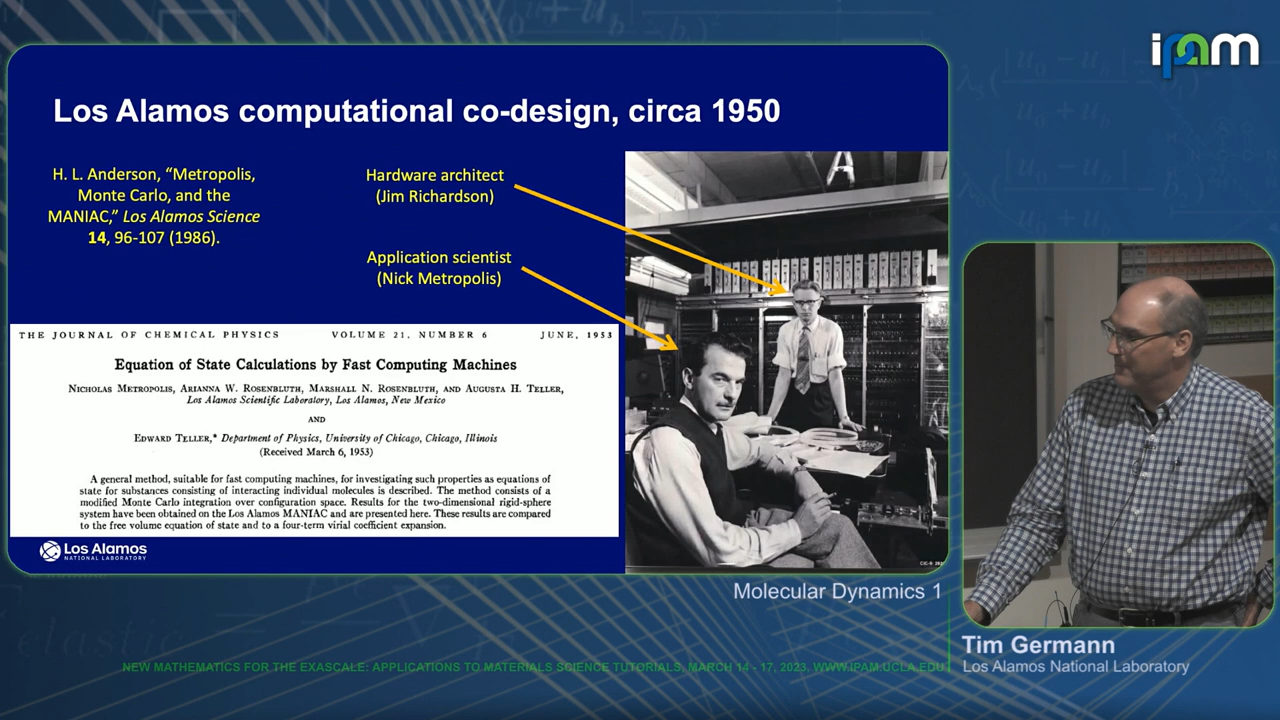 ipam
Los Alamos computational co-design, circa 1950
H. L. Anderson, “Metropolis,
Monte Carlo, and the
MANIAC,” Los Alamos Science
14, 96-107 (1986).
Hardware architect
(Jim Richardson)
Application scientist
(Nick Metropolis)
A
THE JOURNAL OF CHEMICAL PHYSICS VOLUME 21, NUMBER 6 JUNE, 1953
Equation of State Calculations by Fast Computing Machines
NICHOLAS METROPOLIS, ARIANNA W. ROSENBLUTH, MARSHALL N. ROSENBLUTH, AND AUGUSTA H. TELLER,
Los Alamos Scientific Laboratory, Los Alamos, New Mexico
AND
EDWARD TELLER,* Department of Physics, University of Chicago, Chicago, Illinois
(Received March 6, 1953)
A general method, suitable for fast computing machines, for investigating such properties as equations of
state for substances consisting of interacting individual molecules is described. The method consists of a
modified Monte Carlo integration over configuration space. Results for the two-dimensional rigid-sphere
system have been obtained on the Los Alamos MANIAC and are presented here. These results are compared
to the free volume equation of state and to a four-term virial coefficient expansion.
Los Alamos
NATIONAL LABORATORY
Molecular Dynamics 1
Tim Germann
Los Alamos National Laboratory
NEW MATHEMATICS FOR THE EXASCALE: APPLICATIONS TO MATERIALS SCIENCE TUTORIALS, MARCH 14 - 17, 2023, WWW.IPAM.UCLA.EDU
elastic